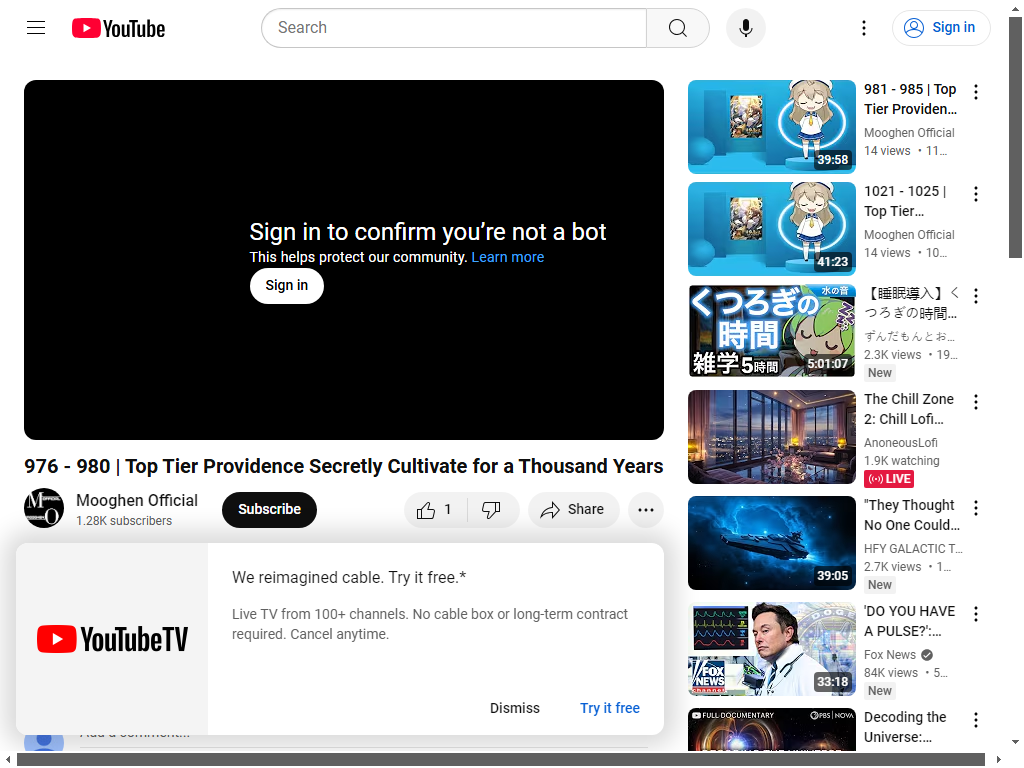 YouTube
Search
Sign in
Sign in to confirm you’re not a bot
This helps protect our community. Learn more
Sign in
976 - 980 | Top Tier Providence Secretly Cultivate for a Thousand Years
Mooghen Official
1.28K subscribers
Subscribe
1
Share
We reimagined cable. Try it free.*
Live TV from 100+ channels. No cable box or long-term contract
required. Cancel anytime.
YouTubeTV
Dismiss
Try it free
Add a comment...
39:58
981 - 985 | Top
Tier Providen...
Mooghen Official
14 views • 11...
41:23
1021 - 1025 |
Top Tier...
Mooghen Official
14 views • 10...
水の音
くつろぎの
時間
雑学5時間
5:01:07
【睡眠導入】く
つろぎの時間...
ずんだもんとお...
2.3K views • 19...
New
The Chill Zone
2: Chill Lofi...
AnoneousLofi
1.9K watching
LIVE
39:05
"They Thought
No One Could...
HFY GALACTIC T...
2.7K views • 1...
New
FOX
NEWS
channel
33:18
'DO YOU HAVE
A PULSE?':...
Fox News
84K views • 5...
New
FULL DOCUMENTARY
PBS NOVA
Decoding the
Universe:...